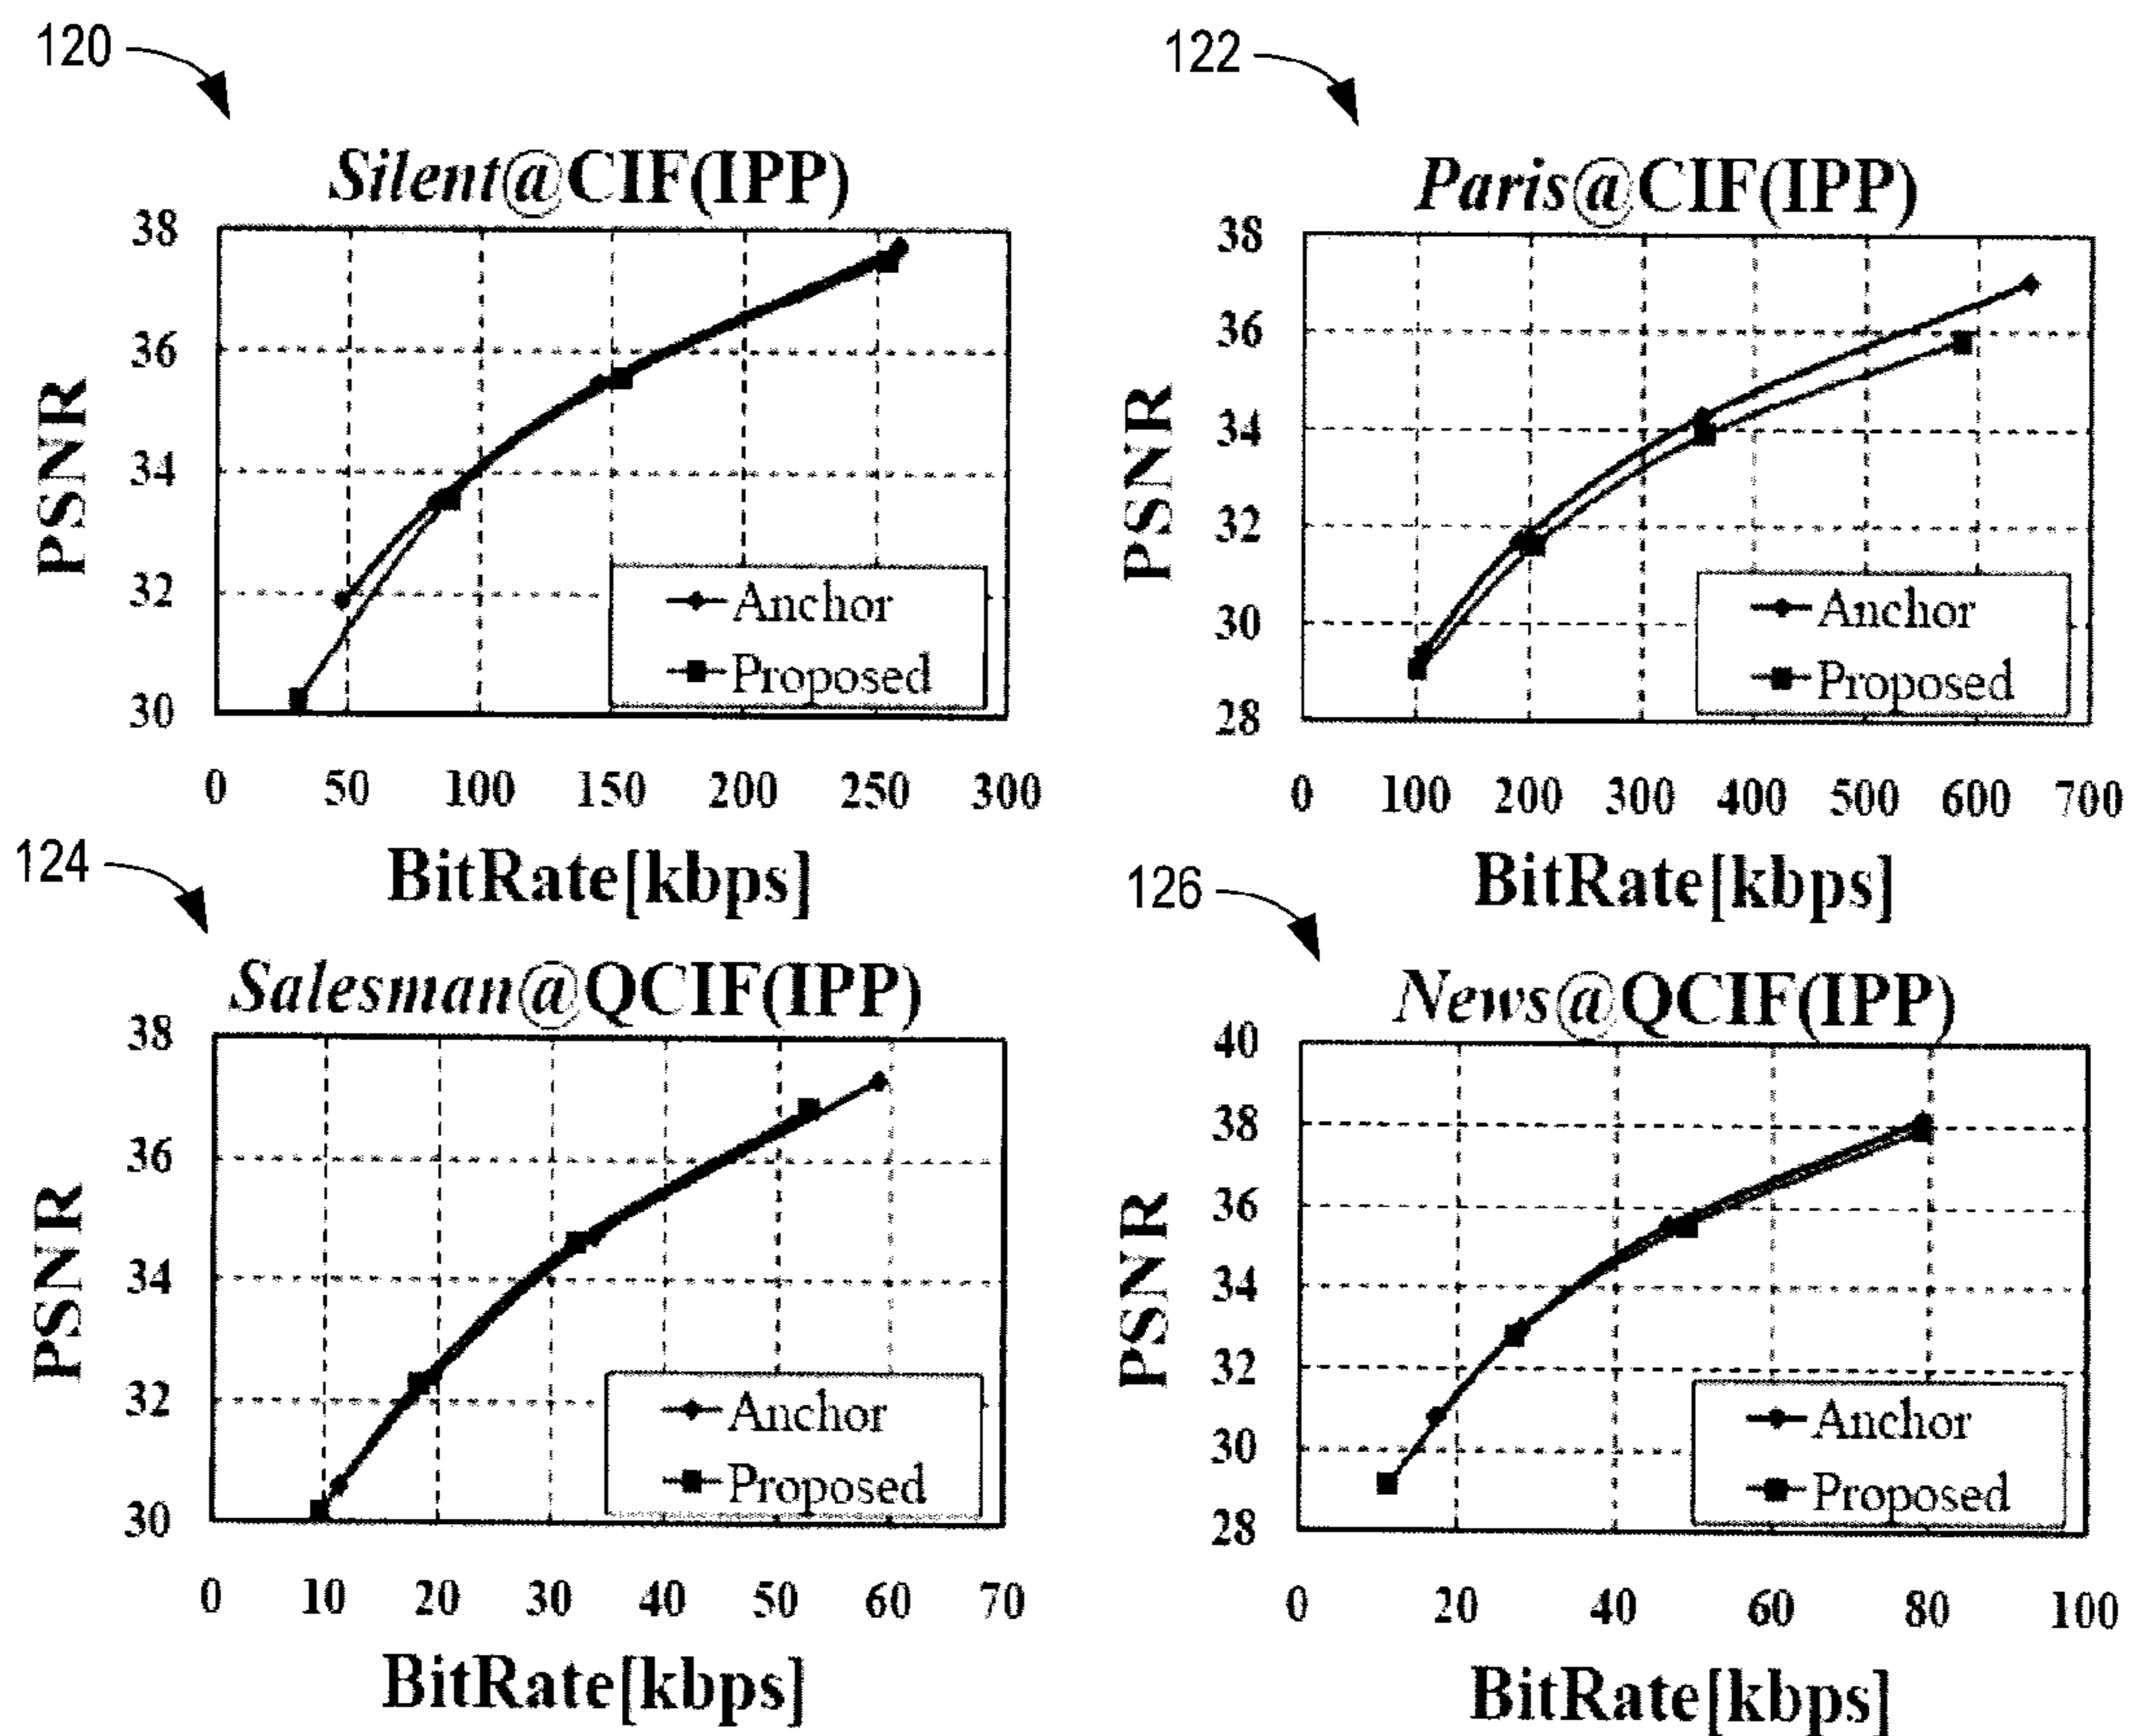 120
Silent@CIF(IPP)
38
36
34
32
30
PSNR
Anchor
Proposed
0 50 100 150 200 250 300
BitRate[kbps]
122
Paris@CIF(IPP)
38
36
34
32
30
28
PSNR
Anchor
Proposed
0 100 200 300 400 500 600 700
BitRate[kbps]
124
Salesman@QCIF(IPP)
38
36
34
32
30
PSNR
Anchor
Proposed
0 10 20 30 40 50 60 70
BitRate[kbps]
126
News@QCIF(IPP)
40
38
36
34
32
30
28
PSNR
Anchor
Proposed
0 20 40 60 80 100
BitRate[kbps]